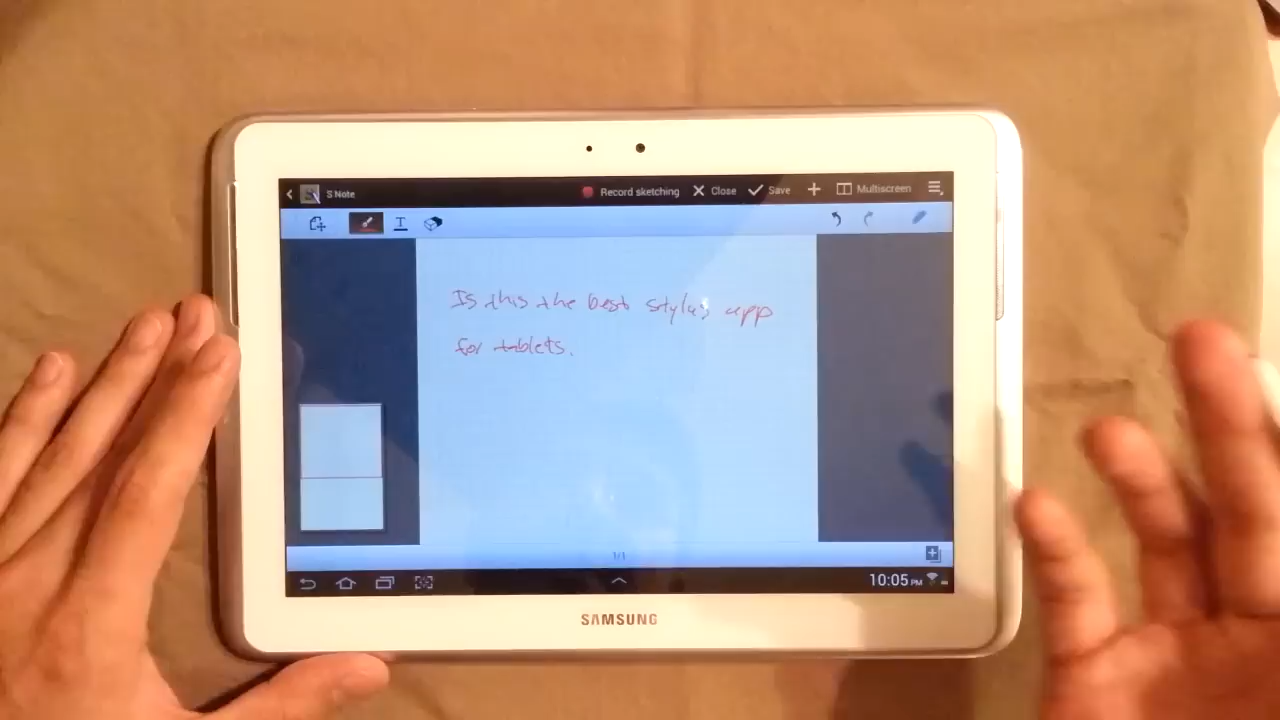 S Note Record sketching Close Save Multiscreen
T
Is this the best stylus app
for tablets.
1/1
10:05 PM
SAMSUNG